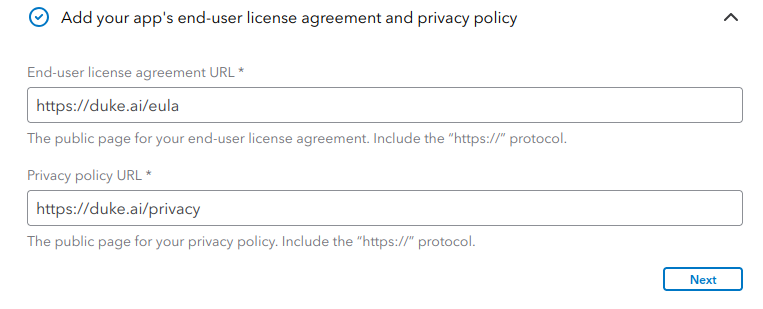 Add your app's end-user license agreement and privacy policy
End-user license agreement URL *
https://duke.ai/eula
The public page for your end-user license agreement. Include the “https://” protocol.
Privacy policy URL *
https://duke.ai/privacy
The public page for your privacy policy. Include the “https://” protocol.
Next